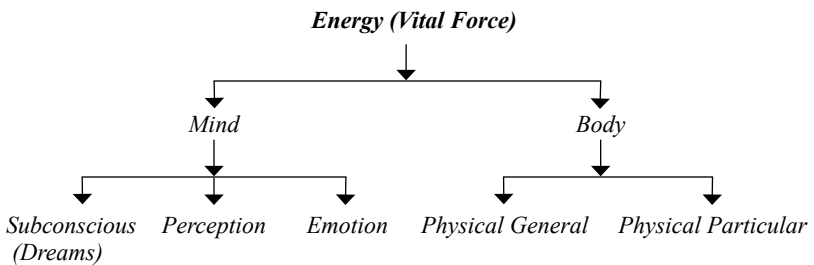 Energy (Vital Force)
Mind
Body
Subconscious
(Dreams)
Perception
Emotion
Physical General
Physical Particular